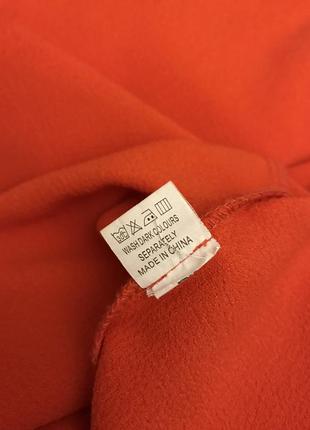 WASH DARK COLOURS
SEPARATELY
MADE IN CHINA